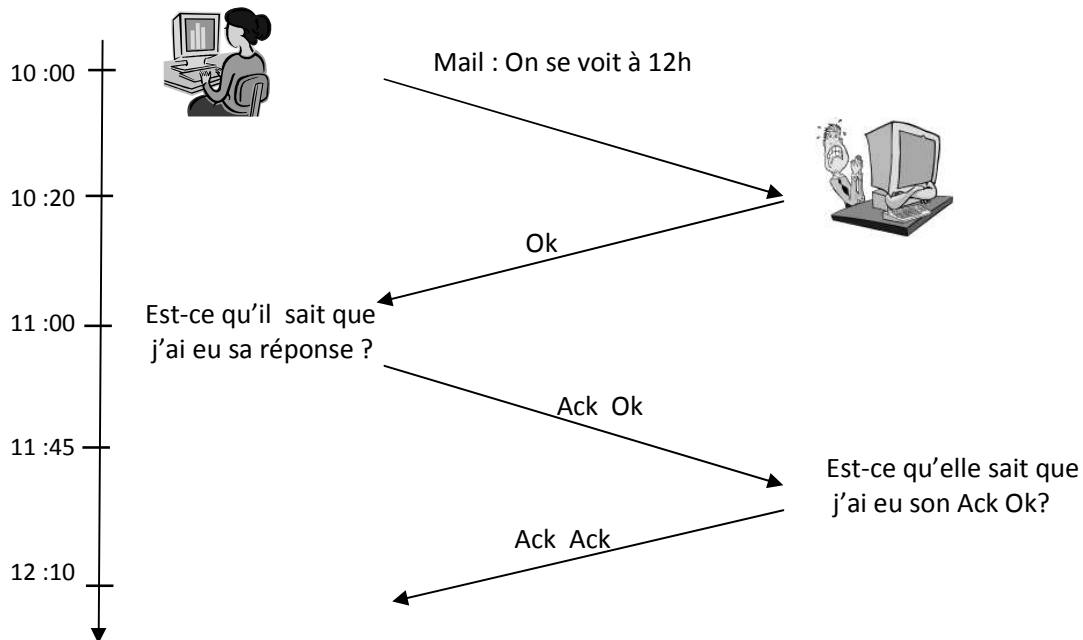 10 :00
Mail : On se voit à 12h
10 :20
Ok
11 :00
Est-ce qu’il  sait que
j’ai eu sa réponse ?
Ack  Ok
11 :45
Est-ce qu’elle sait que
j’ai eu son Ack Ok?
Ack  Ack
12 :10